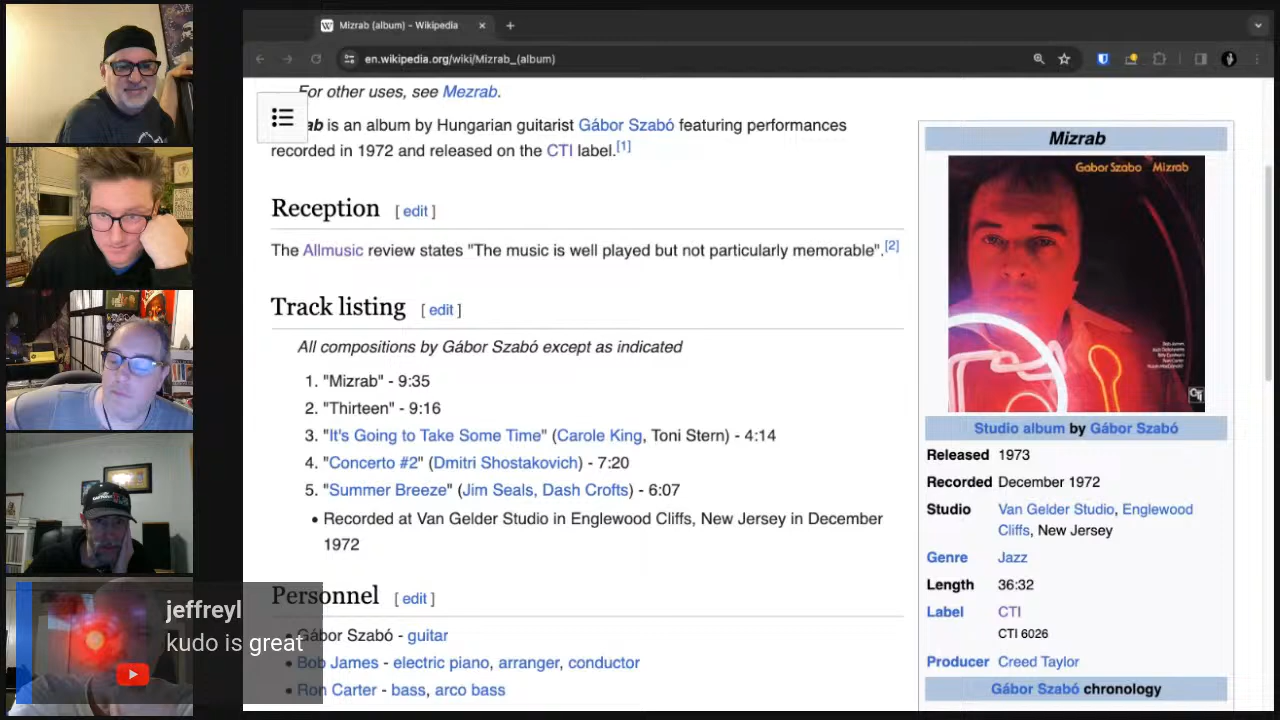 Mizrab (album) - Wikipedia
en.wikipedia.org/wiki/Mizrab_(album)
For other uses, see Mezrab.
ab is an album by Hungarian guitarist Gábor Szabó featuring performances
recorded in 1972 and released on the CTI label.[1]
Reception [ edit ]
The Allmusic review states "The music is well played but not particularly memorable".[2]
Track listing [ edit ]
All compositions by Gábor Szabó except as indicated
1. "Mizrab" - 9:35
2. "Thirteen" - 9:16
3. "It's Going to Take Some Time" (Carole King, Toni Stern) - 4:14
4. "Concerto #2" (Dmitri Shostakovich) - 7:20
5. "Summer Breeze" (Jim Seals, Dash Crofts) - 6:07
• Recorded at Van Gelder Studio in Englewood Cliffs, New Jersey in December
1972
Personnel [ edit ]
• Gábor Szabó - guitar
• Bob James - electric piano, arranger, conductor
• Ron Carter - bass, arco bass
Mizrab
Gabor Szabo Mizrab
CTI
Studio album by Gábor Szabó
Released 1973
Recorded December 1972
Studio Van Gelder Studio, Englewood
Cliffs, New Jersey
Genre Jazz
Length 36:32
Label CTI
CTI 6026
Producer Creed Taylor
Gábor Szabó chronology
jeffreyl
kudo is great